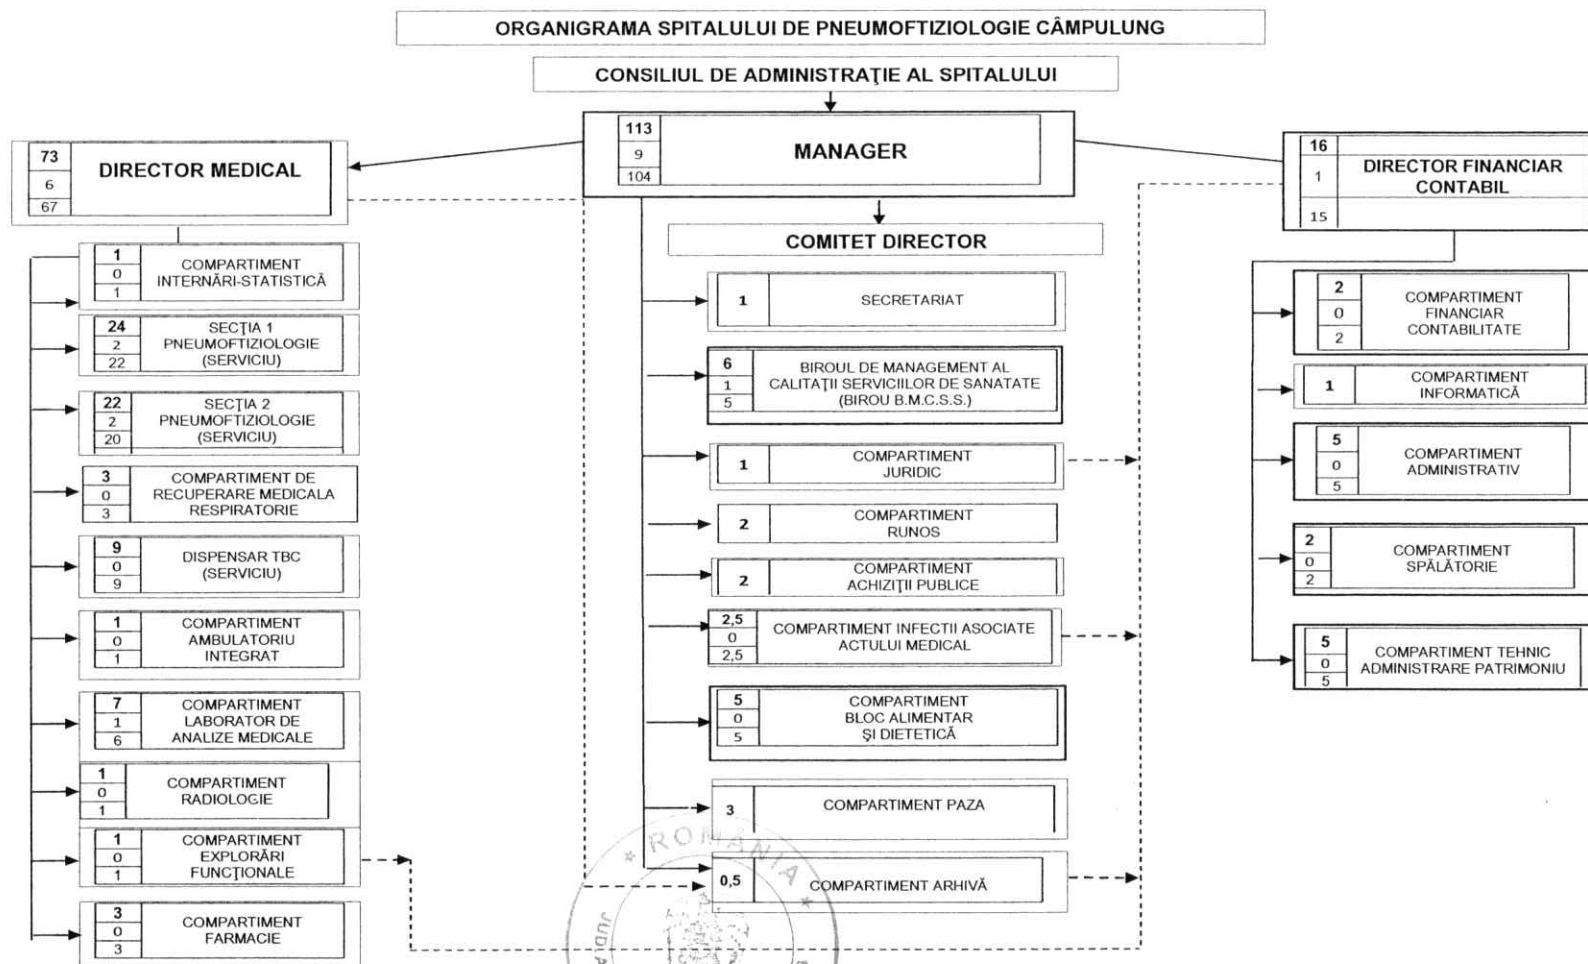 ORGANIGRAMA SPITALULUI DE PNEUMOFTIZIOLOGIE CÂMPULUNG
CONSILIUL DE ADMINISTRAŢIE AL SPITALULUI
113
9
104
MANAGER
73
6
67
DIRECTOR MEDICAL
16
1
15
DIRECTOR FINANCIAR
CONTABIL
COMITET DIRECTOR
1
0
1
COMPARTIMENT
INTERNĂRI-STATISTICĂ
24
2
22
SECŢIA 1
PNEUMOFTIZIOLOGIE
(SERVICIU)
22
2
20
SECŢIA 2
PNEUMOFTIZIOLOGIE
(SERVICIU)
3
0
3
COMPARTIMENT DE
RECUPERARE MEDICALA
RESPIRATORIE
9
0
9
DISPENSAR TBC
(SERVICIU)
1
0
1
COMPARTIMENT
AMBULATORIU
INTEGRAT
7
1
6
COMPARTIMENT
LABORATOR DE
ANALIZE MEDICALE
1
0
1
COMPARTIMENT
RADIOLOGIE
1
0
1
COMPARTIMENT
EXPLORĂRI
FUNCŢIONALE
3
0
3
COMPARTIMENT
FARMACIE
1
SECRETARIAT
6
1
5
BIROUL DE MANAGEMENT AL
CALITAŢII SERVICIILOR DE SANATATE
(BIROU B.M.C.S.S.)
1
COMPARTIMENT
JURIDIC
2
COMPARTIMENT
RUNOS
2
COMPARTIMENT
ACHIZIŢII PUBLICE
2,5
0
2,5
COMPARTIMENT INFECTII ASOCIATE
ACTULUI MEDICAL
5
0
5
COMPARTIMENT
BLOC ALIMENTAR
ŞI DIETETICĂ
3
COMPARTIMENT PAZA
0,5
COMPARTIMENT ARHIVĂ
2
0
2
COMPARTIMENT
FINANCIAR
CONTABILITATE
1
COMPARTIMENT
INFORMATICĂ
5
0
5
COMPARTIMENT
ADMINISTRATIV
2
0
2
COMPARTIMENT
SPĂLĂTORIE
5
0
5
COMPARTIMENT TEHNIC
ADMINISTRARE PATRIMONIU
* ROMÂNIA *